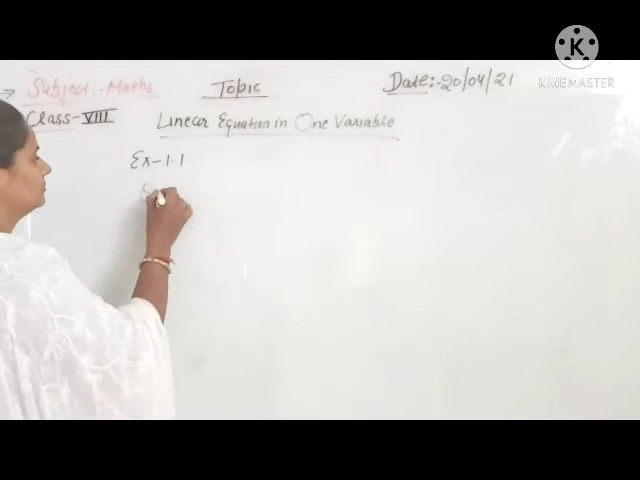 Subject:-Maths
Topic
Date:-20/04/21
Class-VIII
Linear Equation in One Variable
Ex-1.1
K
KINEMASTER